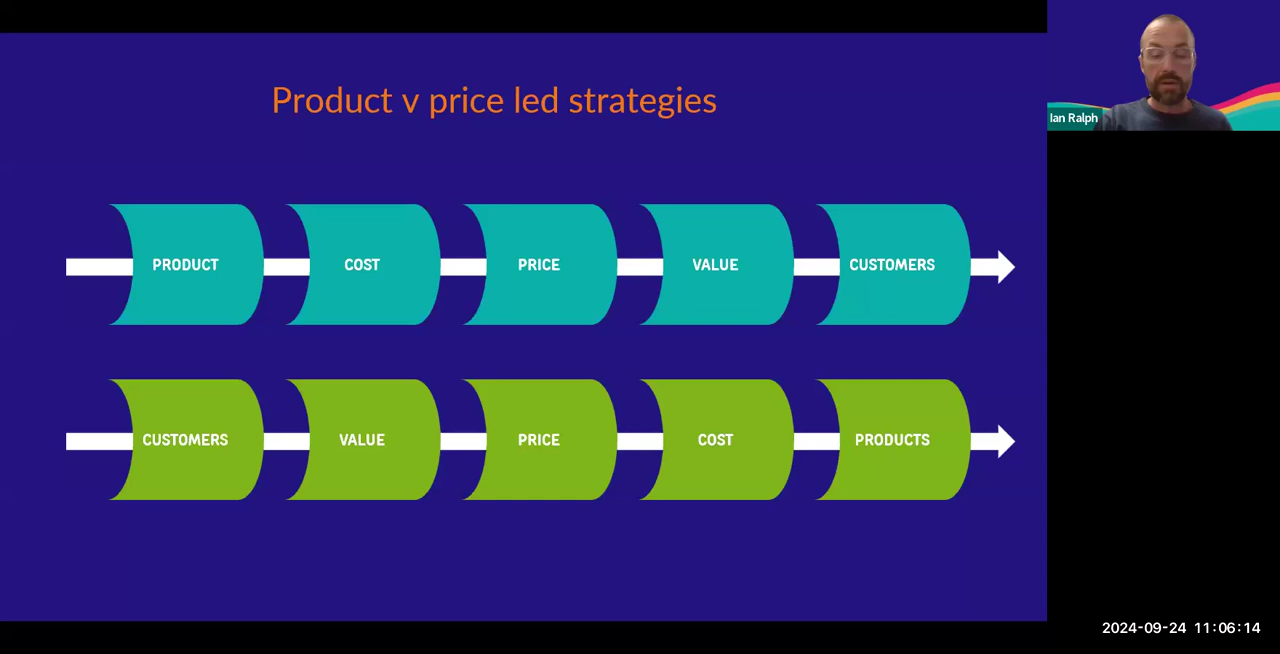 Product v price led strategies
Ian Ralph
PRODUCT COST PRICE VALUE CUSTOMERS
CUSTOMERS VALUE PRICE COST PRODUCTS
2024-09-24 11:06:14